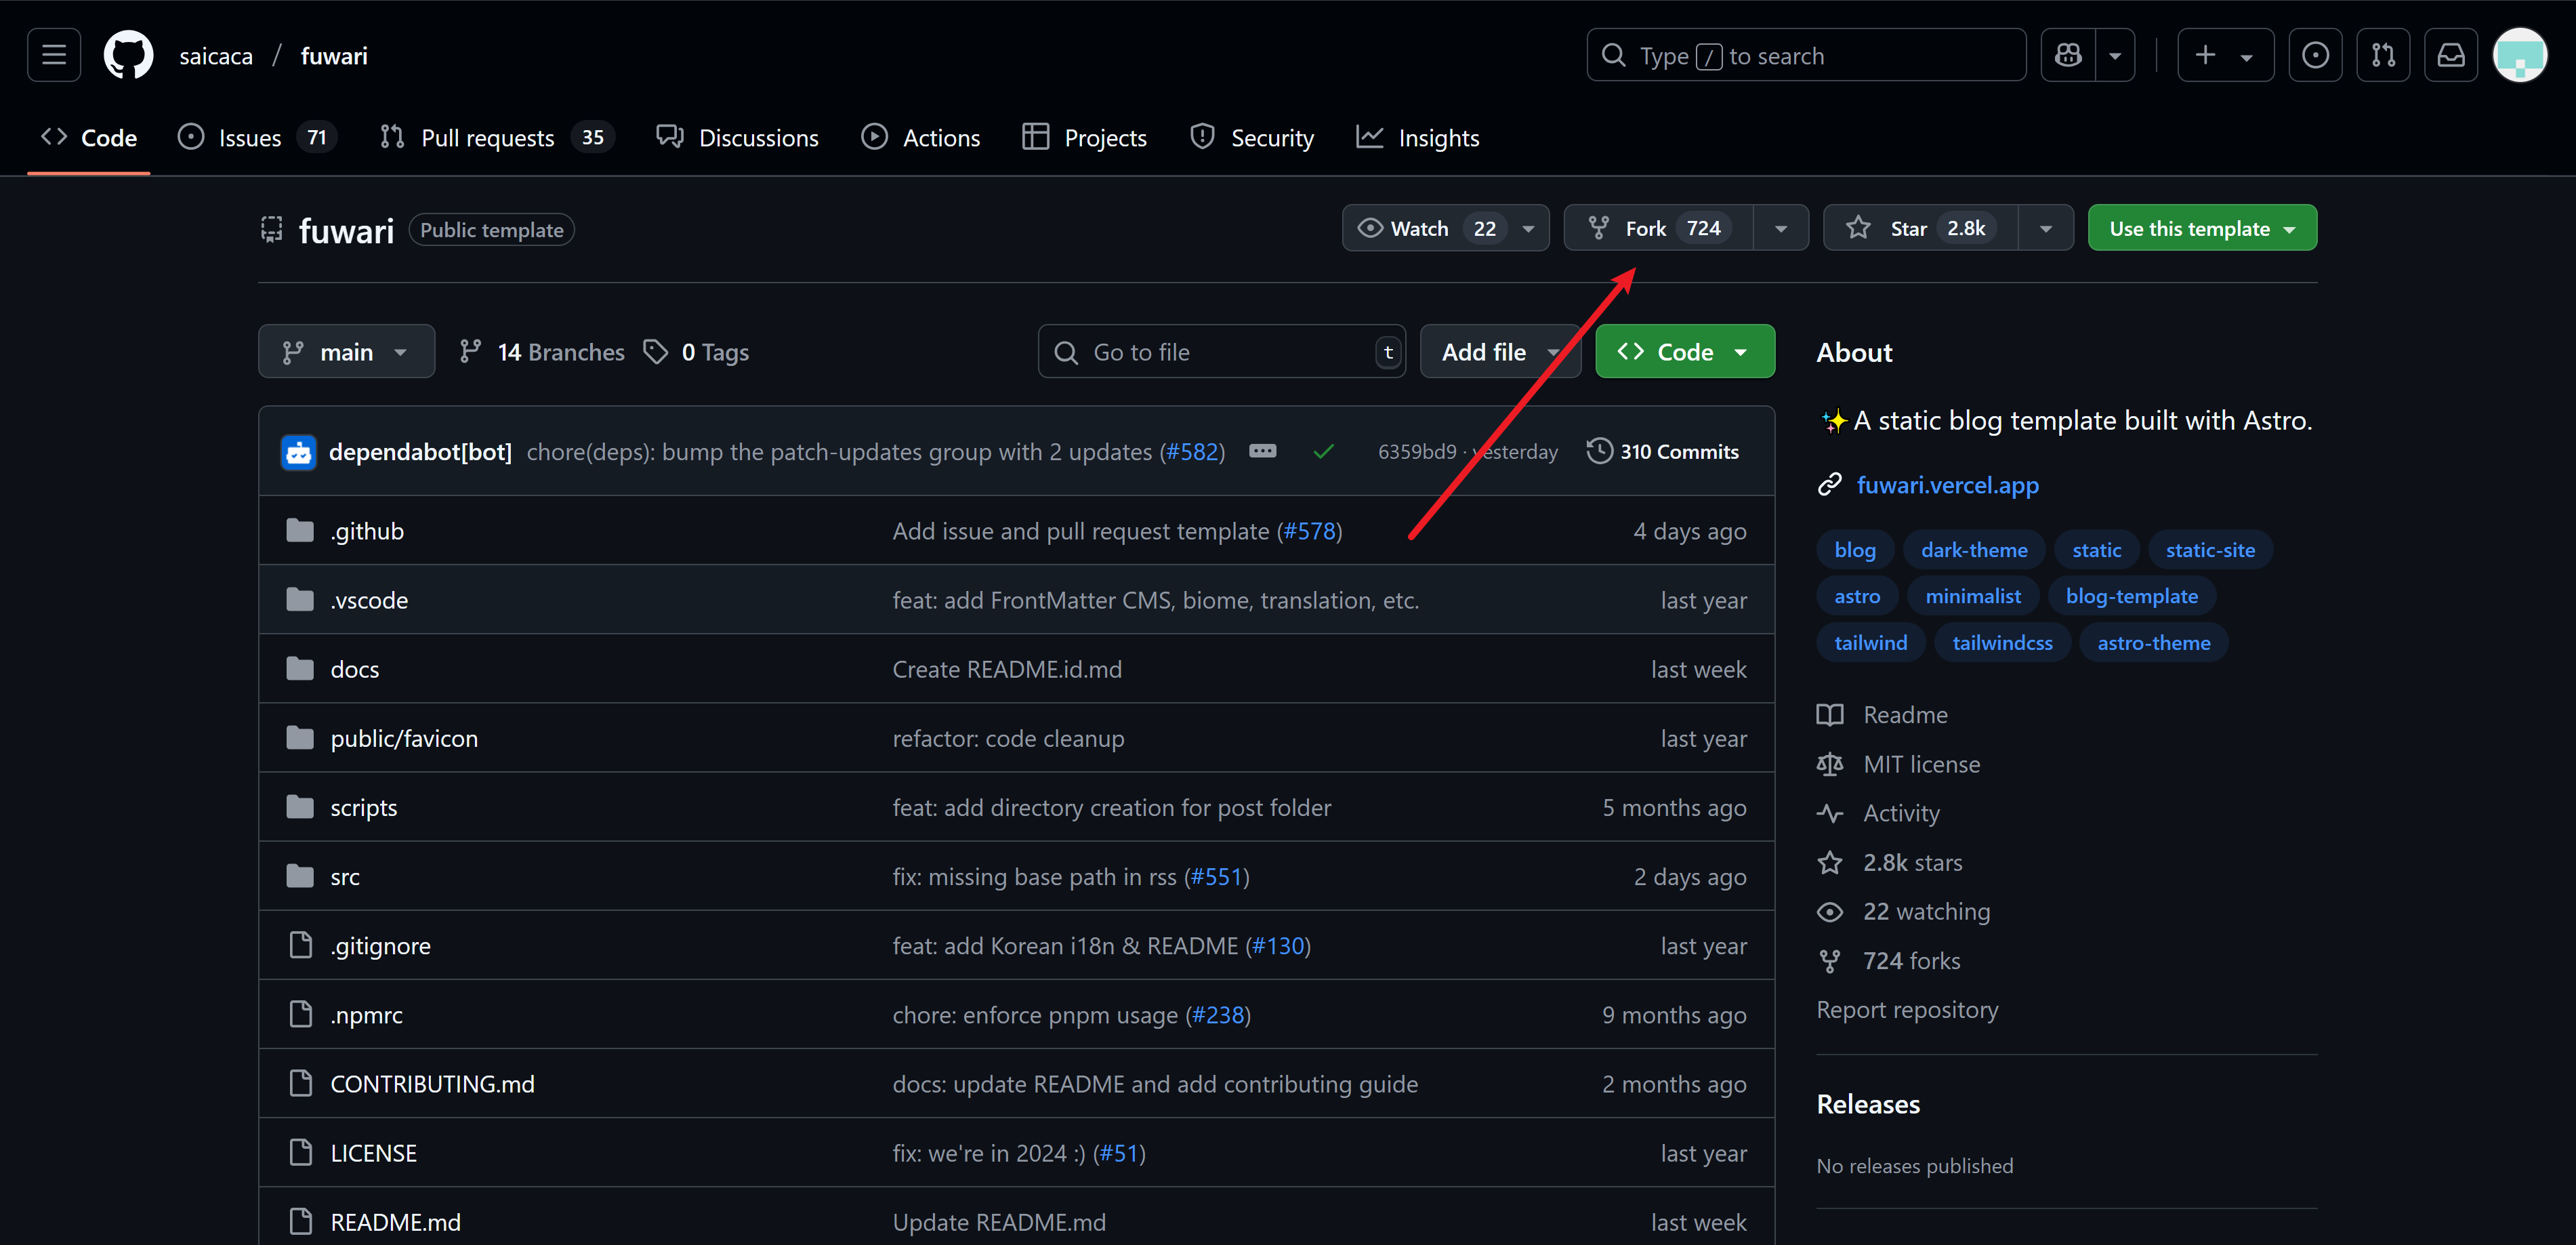 saicaca / fuwari
Type / to search
Code
Issues 71
Pull requests 35
Discussions
Actions
Projects
Security
Insights
fuwari Public template
Watch 22
Fork 724
Star 2.8k
Use this template
main
14 Branches
0 Tags
Go to file t
Add file
Code
dependabot[bot] chore(deps): bump the patch-updates group with 2 updates (#582)
6359bd9 · yesterday
310 Commits
.github Add issue and pull request template (#578) 4 days ago
.vscode feat: add FrontMatter CMS, biome, translation, etc. last year
docs Create README.id.md last week
public/favicon refactor: code cleanup last year
scripts feat: add directory creation for post folder 5 months ago
src fix: missing base path in rss (#551) 2 days ago
.gitignore feat: add Korean i18n & README (#130) last year
.npmrc chore: enforce pnpm usage (#238) 9 months ago
CONTRIBUTING.md docs: update README and add contributing guide 2 months ago
LICENSE fix: we're in 2024 :) (#51) last year
README.md Update README.md last week
About
✨ A static blog template built with Astro.
fuwari.vercel.app
blog dark-theme static static-site
astro minimalist blog-template
tailwind tailwindcss astro-theme
Readme
MIT license
Activity
2.8k stars
22 watching
724 forks
Report repository
Releases
No releases published